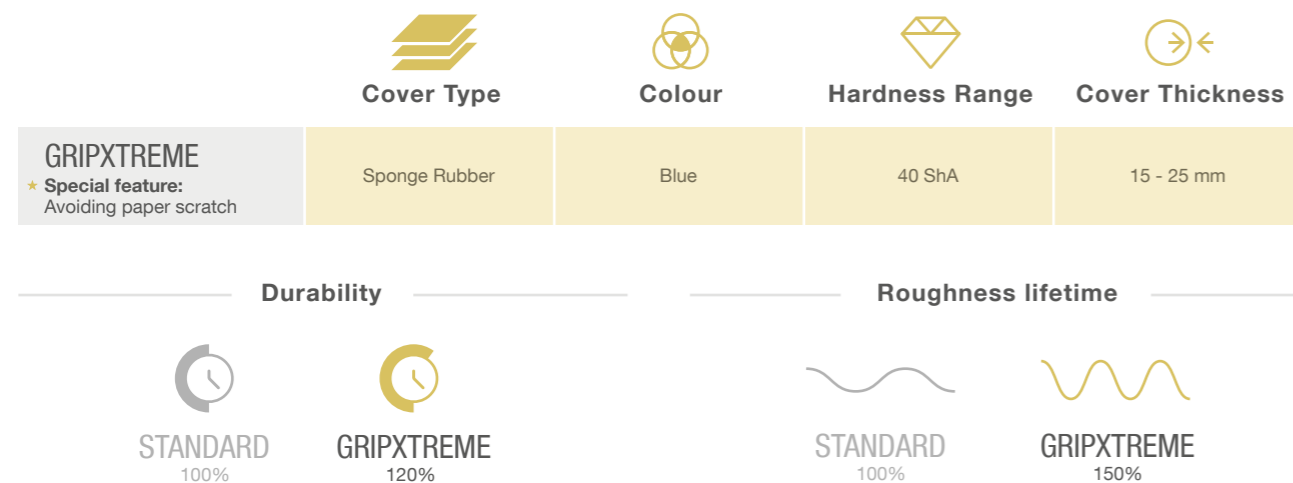 Cover Type
Colour
Hardness Range
Cover Thickness
GRIPXTREME
Special feature:
Avoiding paper scratch
Sponge Rubber
Blue
40 ShA
15 - 25 mm
Durability
Roughness lifetime
STANDARD
100%
GRIPXTREME
120%
STANDARD
100%
GRIPXTREME
150%